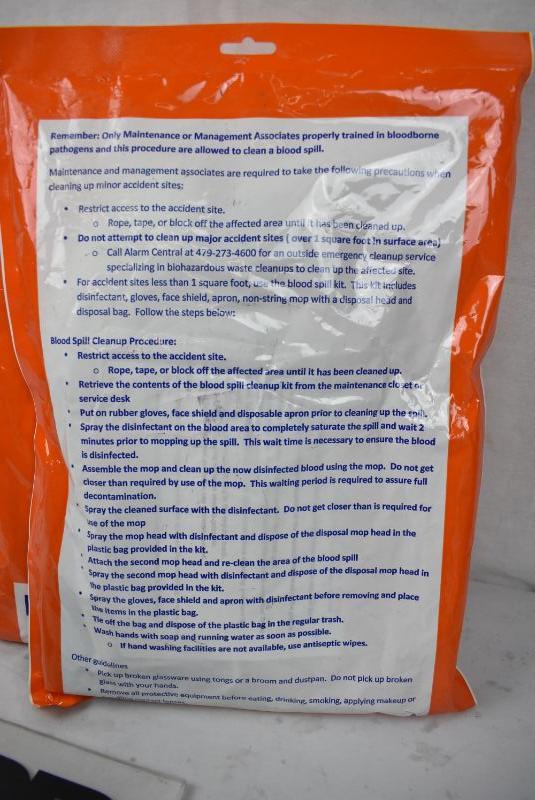 Remember: Only Maintenance or Management Associates properly trained in bloodborne
pathogens and this procedure are allowed to clean a blood spill.
Maintenance and management associates are required to take the following precautions when
cleaning up minor accident sites:
• Restrict access to the accident site.
o Rope, tape, or block off the affected area until it has been cleaned up.
• Do not attempt to clean up major accident sites ( over 1 square foot in surface area)
o Call Alarm Central at 479-273-4600 for an outside emergency cleanup service
specializing in biohazardous waste cleanups to clean up the affected site.
• For accident sites less than 1 square foot, use the blood spill kit. This kit includes
disinfectant, gloves, face shield, apron, non-string mop with a disposal head and
disposal bag. Follow the steps below:
Blood Spill Cleanup Procedure:
• Restrict access to the accident site.
o Rope, tape, or block off the affected area until it has been cleaned up.
• Retrieve the contents of the blood spill cleanup kit from the maintenance closet or
service desk
• Put on rubber gloves, face shield and disposable apron prior to cleaning up the spill.
• Spray the disinfectant on the blood area to completely saturate the spill and wait 2
minutes prior to mopping up the spill. This wait time is necessary to ensure the blood
is disinfected.
• Assemble the mop and clean up the now disinfected blood using the mop. Do not get
closer than required by use of the mop. This waiting period is required to assure full
decontamination.
• Spray the cleaned surface with the disinfectant. Do not get closer than is required for
use of the mop
• Spray the mop head with disinfectant and dispose of the disposal mop head in the
plastic bag provided in the kit.
• Attach the second mop head and re-clean the area of the blood spill
• Spray the second mop head with disinfectant and dispose of the disposal mop head in
the plastic bag provided in the kit.
• Spray the gloves, face shield and apron with disinfectant before removing and place
the items in the plastic bag.
• Tie off the bag and dispose of the plastic bag in the regular trash.
• Wash hands with soap and running water as soon as possible.
o If hand washing facilities are not available, use antiseptic wipes.
Other guidelines
• Pick up broken glassware using tongs or a broom and dustpan. Do not pick up broken
glass with your hands.
• Remove all protective equipment before eating, drinking, smoking, applying makeup or